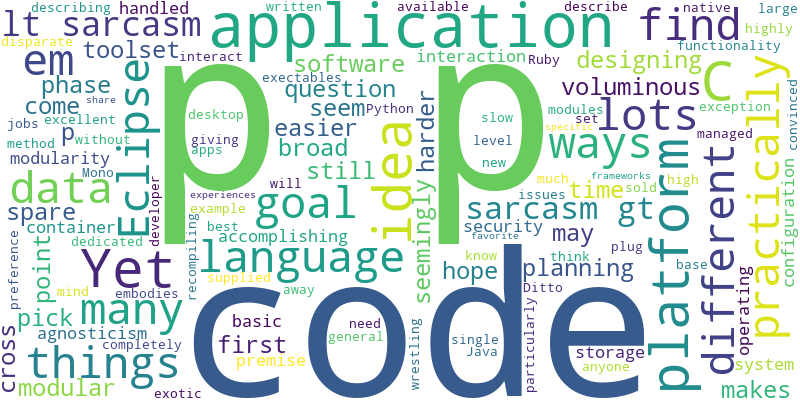 describing
handled
written
available
describe
native
large
lt sarcasm
application
find
highly
disparate
em
toolset
software
interaction
Ruby
functionality
interact
phase
exectables
designing
question
voluminous
C
come
share
seem
Python
modules
exception
excellent
desktop
jobs
p
without
slow
set
lots
managed
convinced
method
giving
easier
level
specific
modularity
apps
broad
harder
new
ways
practically
Mono
Eclipse
p
p
still
frameworks
data
developer
will
experiences
idea
much
time
sold
high
example
goal
issues
spare
best
seemingly
sarcasm gt
different
platform
configuration
container
accomplishing
security
may
plug
dedicated
recompiling
language
know
think
base
point
Yet
supplied
away
hope
favorite
planning
system
preference
mind
embodies
Ditto
operating
many
code
pick
basic
need
agnosticism
first
general
single
completely
wrestling
Java
particularly
storage
cross
things
premise
anyone
modular
exotic
makes